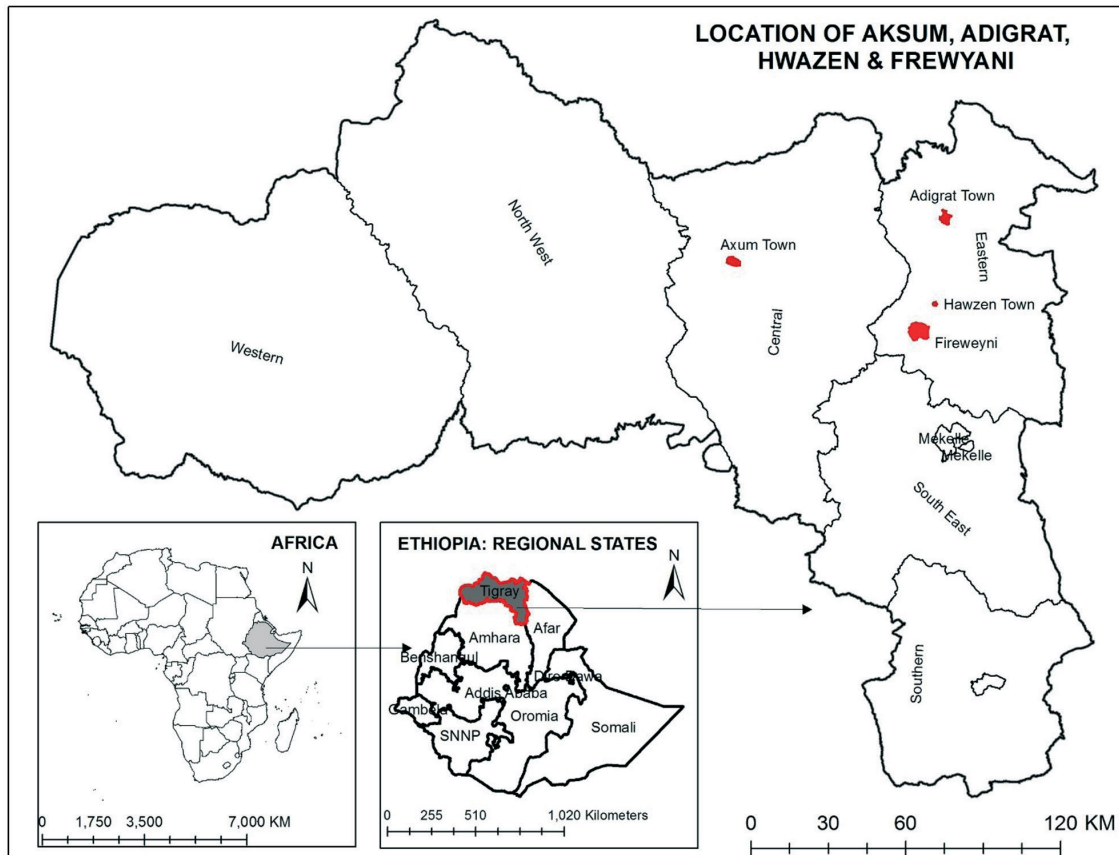 LOCATION OF AKSUM, ADIGRAT,
HWAZEN & FREWYANI
Adigrat Town
Eastern
North West
Axum Town
Hawzen Town
Central
Fireweyni
Western
Mekelle
Mekelle
South East
Southern
AFRICA
N
0 1,750 3,500 7,000 KM
ETHIOPIA: REGIONAL STATES
N
Tigray
Afar
Amhara
Benshangul
Diredawa
Addis Ababa
Gambela
Oromia
Somali
SNNP
0 255 510 1,020 Kilometers
0 30 60 120 KM